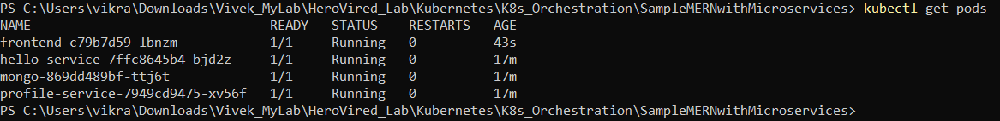 PS C:\Users\vikra\Downloads\Vivek_MyLab\HeroVired_Lab\Kubernetes\K8s_Orchestration\SampleMERNwithMicroservices> kubectl get pods
NAME                               READY   STATUS    RESTARTS   AGE
frontend-c79b7d59-lbnzm            1/1     Running   0          43s
hello-service-7ffc8645b4-bjd2z     1/1     Running   0          17m
mongo-869dd489bf-ttj6t             1/1     Running   0          17m
profile-service-7949cd9475-xv56f   1/1     Running   0          17m
PS C:\Users\vikra\Downloads\Vivek_MyLab\HeroVired_Lab\Kubernetes\K8s_Orchestration\SampleMERNwithMicroservices>